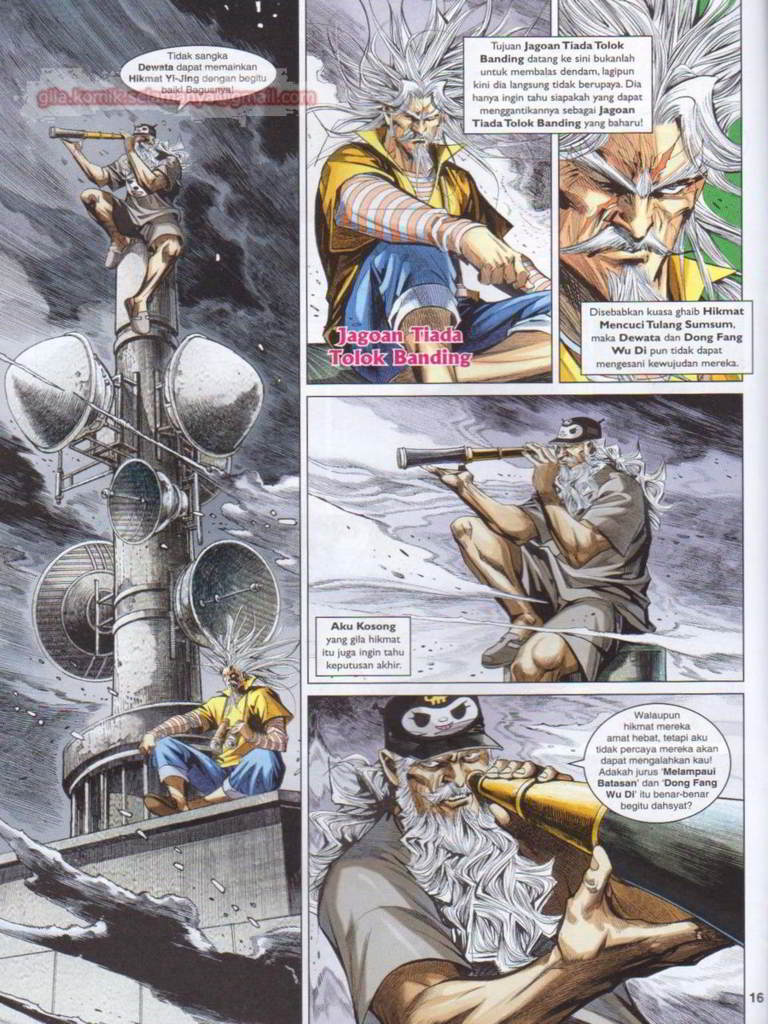 Tidak sangka
Dewata dapat memainkan
Hikmat Yi-Jing dengan begitu
baik! Bagusnya!
Tujuan Jagoan Tiada Tolok
Banding datang ke sini bukanlah
untuk membalas dendam, lagipun
kini dia langsung tidak berupaya. Dia
hanya ingin tahu siapakah yang dapat
menggantikannya sebagai Jagoan
Tiada Tolok Banding yang baharu!
Jagoan Tiada
Tolok Banding
Disebabkan kuasa ghaib Hikmat
Mencuci Tulang Sumsum,
maka Dewata dan Dong Fang
Wu Di pun tidak dapat
mengesani kewujudan mereka.
Aku Kosong
yang gila hikmat
itu juga ingin tahu
keputusan akhir.
Walaupun
hikmat mereka
amat hebat, tetapi aku
tidak percaya mereka akan
dapat mengalahkan kau!
Adakah jurus 'Melampaui
Batasan' dan 'Dong Fang
Wu Di' itu benar-benar
begitu dahsyat?
16